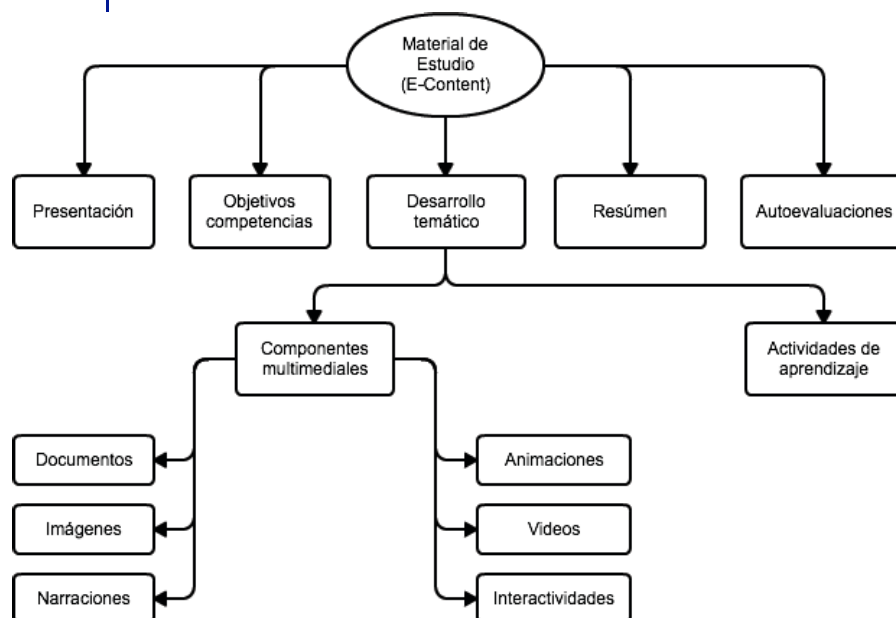 Material de
Estudio
(E-Content)
Presentación
Objetivos
competencias
Desarrollo
temático
Resúmen
Autoevaluaciones
Componentes
multimediales
Actividades de
aprendizaje
Documentos
Animaciones
Imágenes
Videos
Narraciones
Interactividades